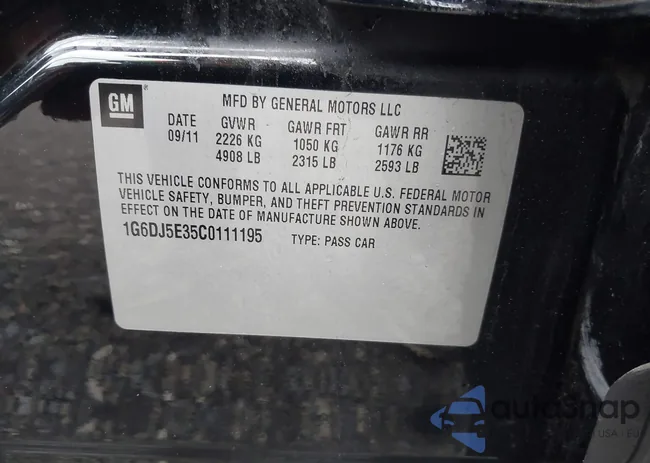 GM
MFD BY GENERAL MOTORS LLC
DATE GVWR GAWR FRT GAWR RR
09/11 2226 KG 1050 KG 1176 KG
4908 LB 2315 LB 2593 LB
THIS VEHICLE CONFORMS TO ALL APPLICABLE U.S. FEDERAL MOTOR
VEHICLE SAFETY, BUMPER, AND THEFT PREVENTION STANDARDS IN
EFFECT ON THE DATE OF MANUFACTURE SHOWN ABOVE.
1G6DJ5E35C0111195 TYPE: PASS CAR
autoSnap
USA - EU